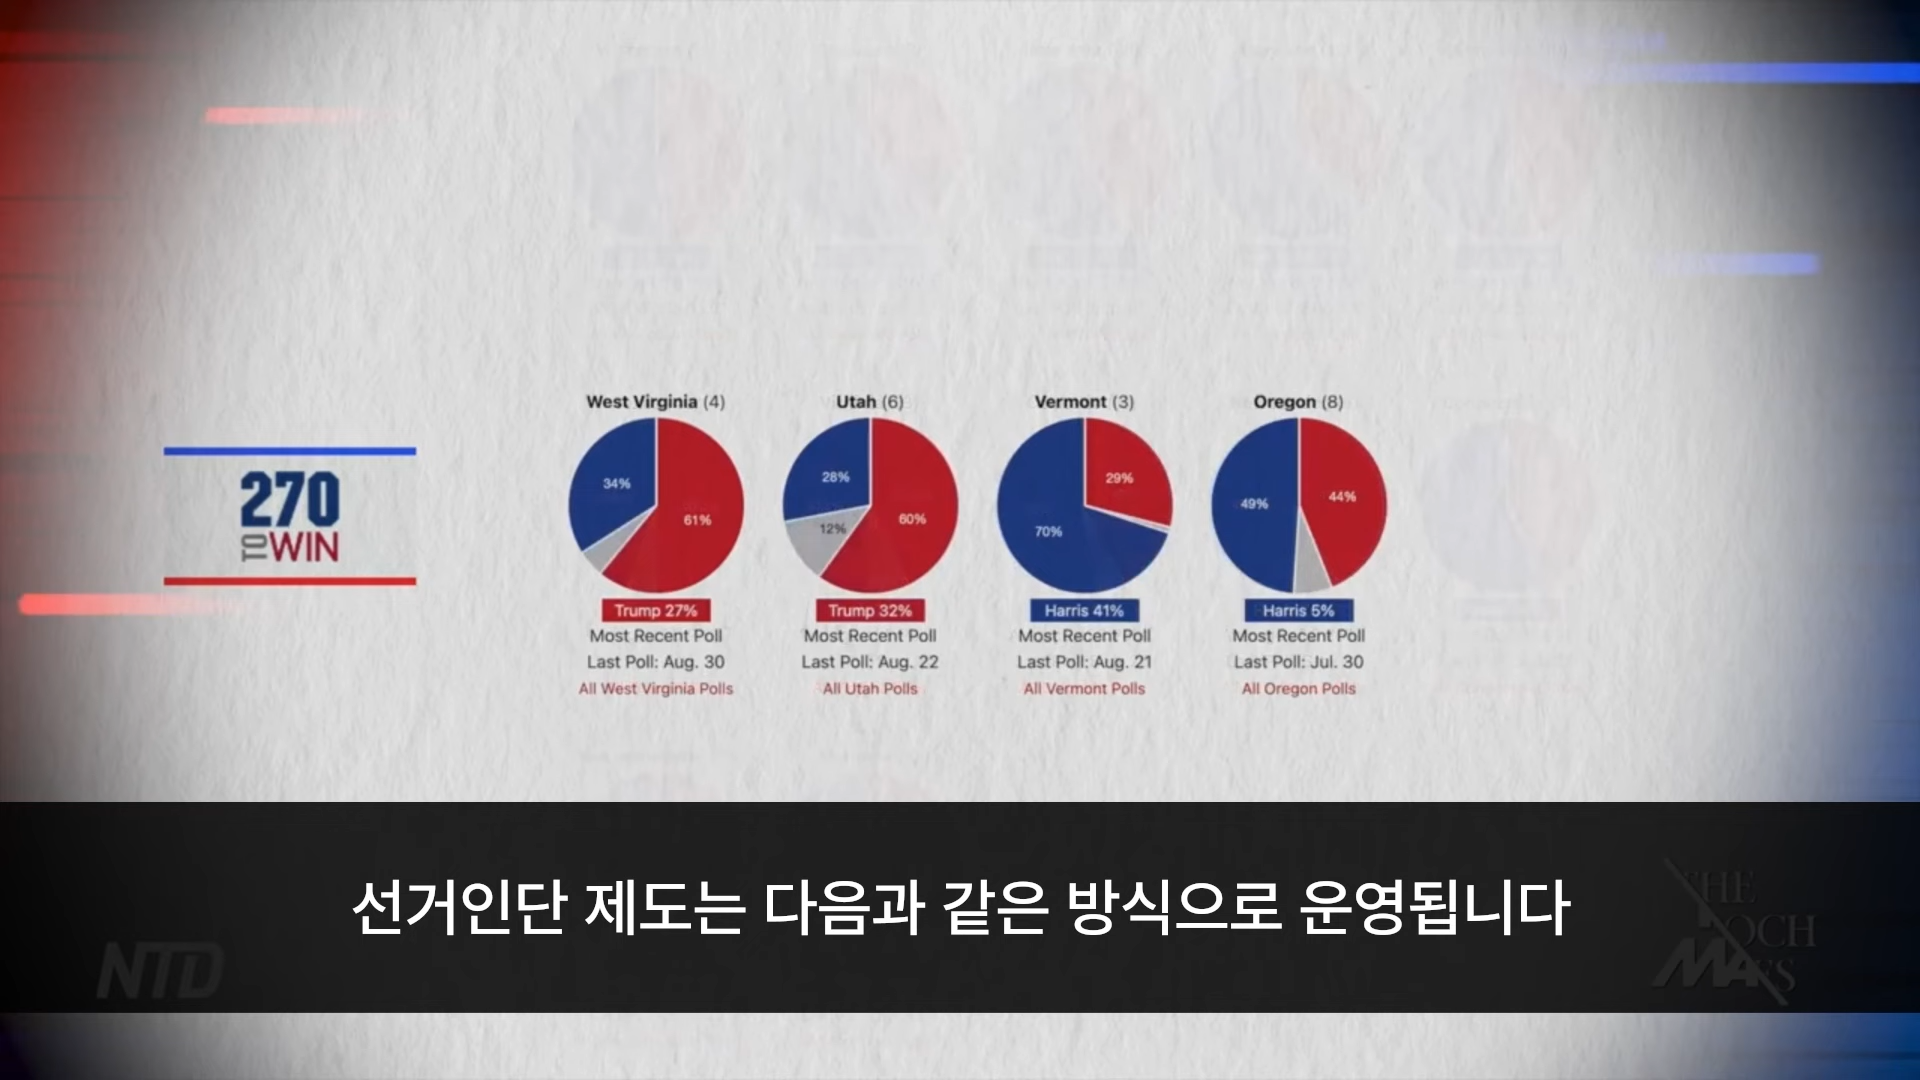 West Virginia (4)
34%
61%
Trump 27%
Most Recent Poll
Last Poll: Aug. 30
All West Virginia Polls
Utah (6)
28%
12%
60%
Trump 32%
Most Recent Poll
Last Poll: Aug. 22
All Utah Polls
Vermont (3)
29%
70%
Harris 41%
Most Recent Poll
Last Poll: Aug. 21
All Vermont Polls
Oregon (8)
49%
44%
Harris 5%
Most Recent Poll
Last Poll: Jul. 30
All Oregon Polls
270
TO WIN
선거인단 제도는 다음과 같은 방식으로 운영됩니다
NTD